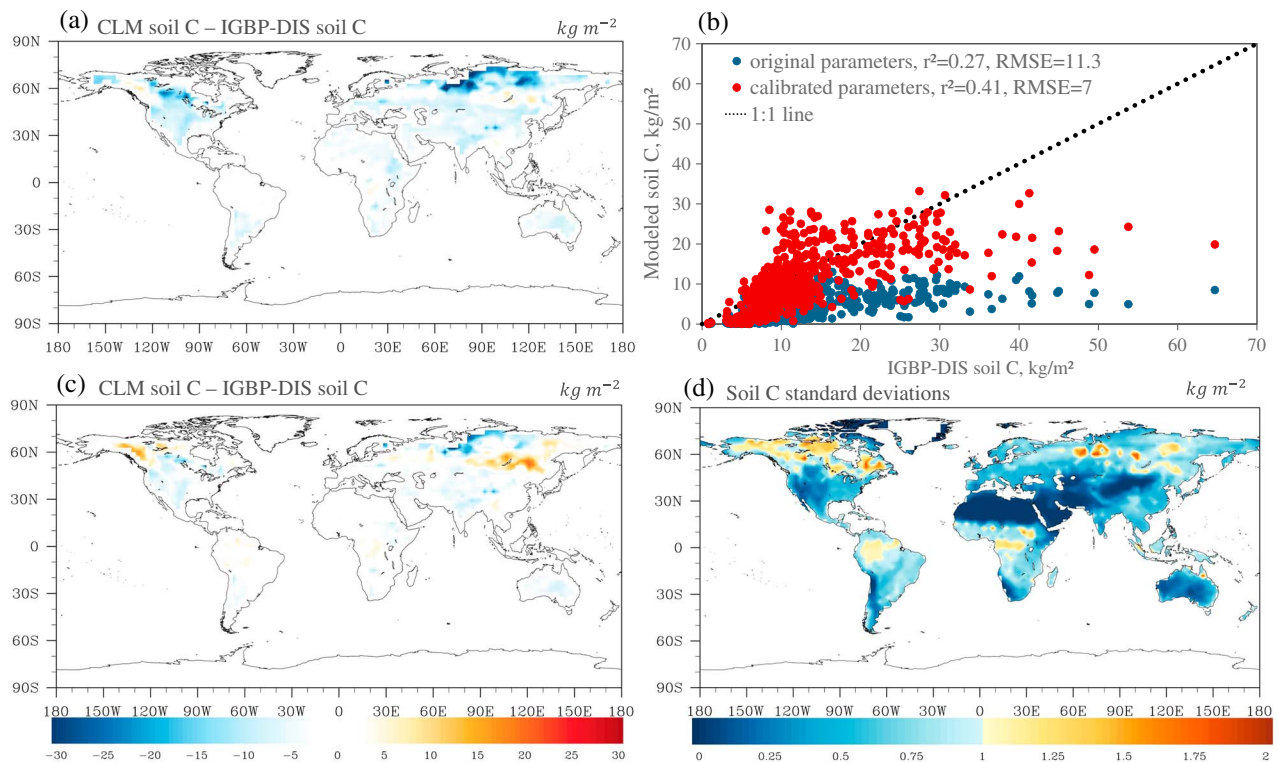 (a) CLM soil C – IGBP-DIS soil C kg m⁻²
90N
60N
30N
0
30S
60S
90S
180 150W 120W 90W 60W 30W 0 30E 60E 90E 120E 150E 180
(b)
70
60
50
40
30
20
10
0
Modeled soil C, kg/m²
original parameters, r²=0.27, RMSE=11.3
calibrated parameters, r²=0.41, RMSE=7
1:1 line
0 10 20 30 40 50 60 70
IGBP-DIS soil C, kg/m²
(c) CLM soil C – IGBP-DIS soil C kg m⁻²
90N
60N
30N
0
30S
60S
90S
180 150W 120W 90W 60W 30W 0 30E 60E 90E 120E 150E 180
−30 −25 −20 −15 −10 −5 0 5 10 15 20 25 30
(d) Soil C standard deviations kg m⁻²
90N
60N
30N
0
30S
60S
90S
180 150W 120W 90W 60W 30W 0 30E 60E 90E 120E 150E 180
0 0.25 0.5 0.75 1 1.25 1.5 1.75 2